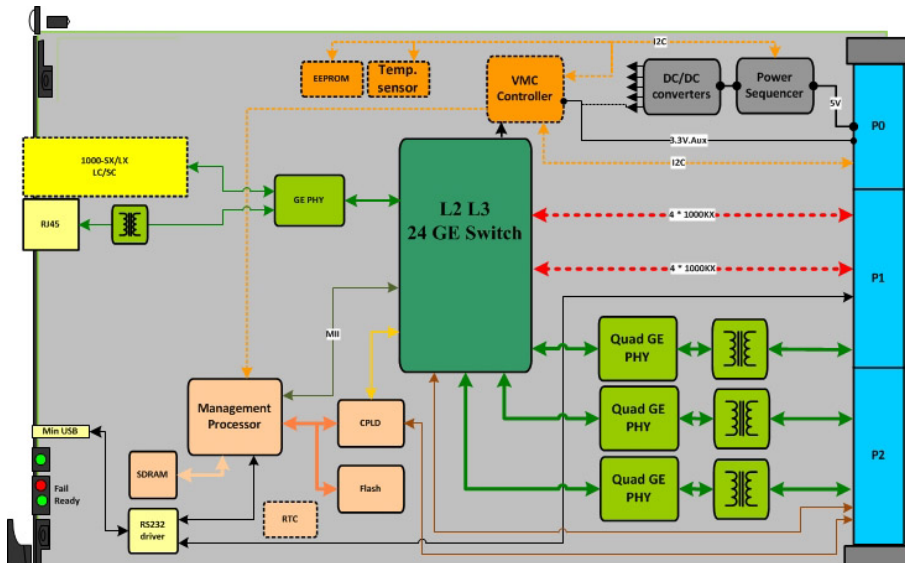 I2C
EEPROM
Temp.
sensor
VMC
Controller
DC/DC
converters
Power
Sequencer
5V
P0
3.3V.Aux
I2C
1000-SX/LX
LC/SC
GE PHY
RJ45
L2 L3
24 GE Switch
4 * 1000KX
4 * 1000KX
P1
MII
Quad GE
PHY
Management
Processor
CPLD
Quad GE
PHY
Min USB
P2
SDRAM
Flash
Quad GE
PHY
Fail
Ready
RTC
RS232
driver